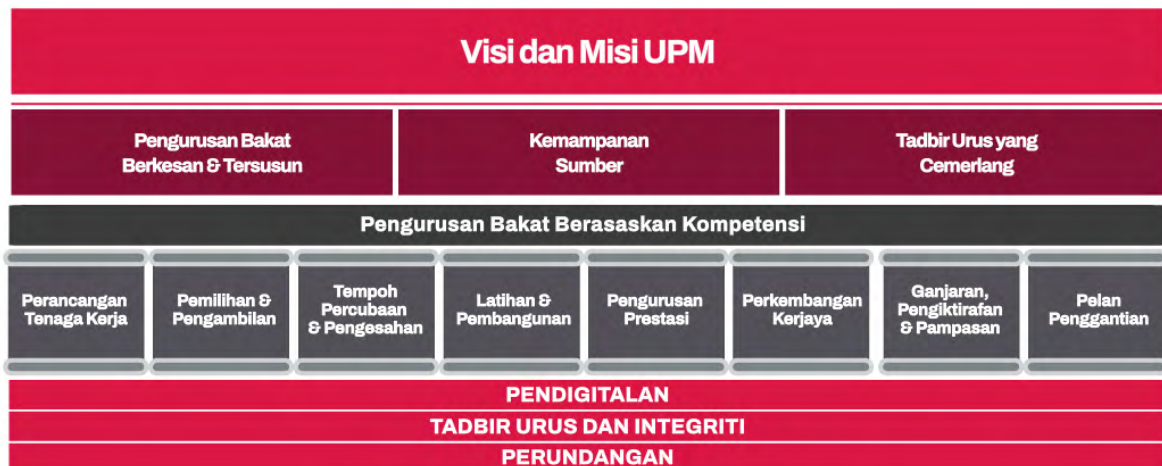 Visi dan Misi UPM
Pengurusan Bakat
Berkesan & Tersusun
Kemampanan
Sumber
Tadbir Urus yang
Cemerlang
Pengurusan Bakat Berasaskan Kompetensi
Perancangan
Tenaga Kerja
Pemilihan &
Pengambilan
Tempoh
Percubaan
& Pengesahan
Latihan &
Pembangunan
Pengurusan
Prestasi
Perkembangan
Kerjaya
Ganjaran,
Pengiktirafan
& Pampasan
Pelan
Penggantian
PENDIGITALAN
TADBIR URUS DAN INTEGRITI
PERUNDANGAN